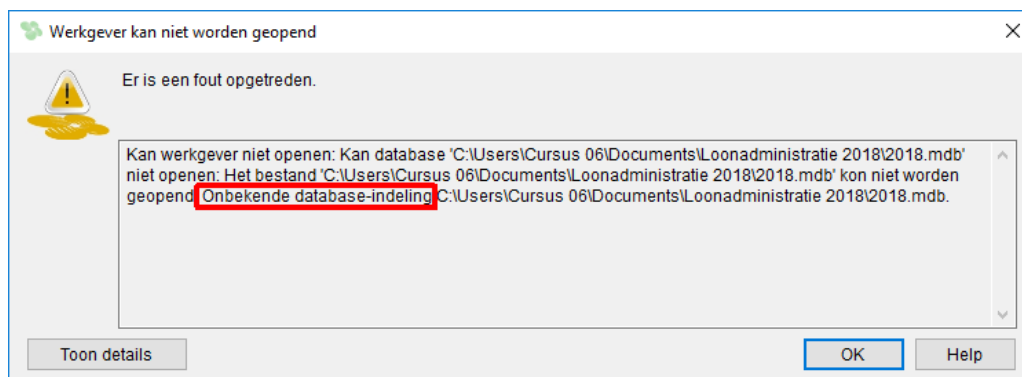 Werkgever kan niet worden geopend
Er is een fout opgetreden.
Kan werkgever niet openen: Kan database 'C:\Users\Cursus 06\Documents\Loonadministratie 2018\2018.mdb'
niet openen: Het bestand 'C:\Users\Cursus 06\Documents\Loonadministratie 2018\2018.mdb' kon niet worden
geopend Onbekende database-indeling C:\Users\Cursus 06\Documents\Loonadministratie 2018\2018.mdb.
Toon details
OK
Help